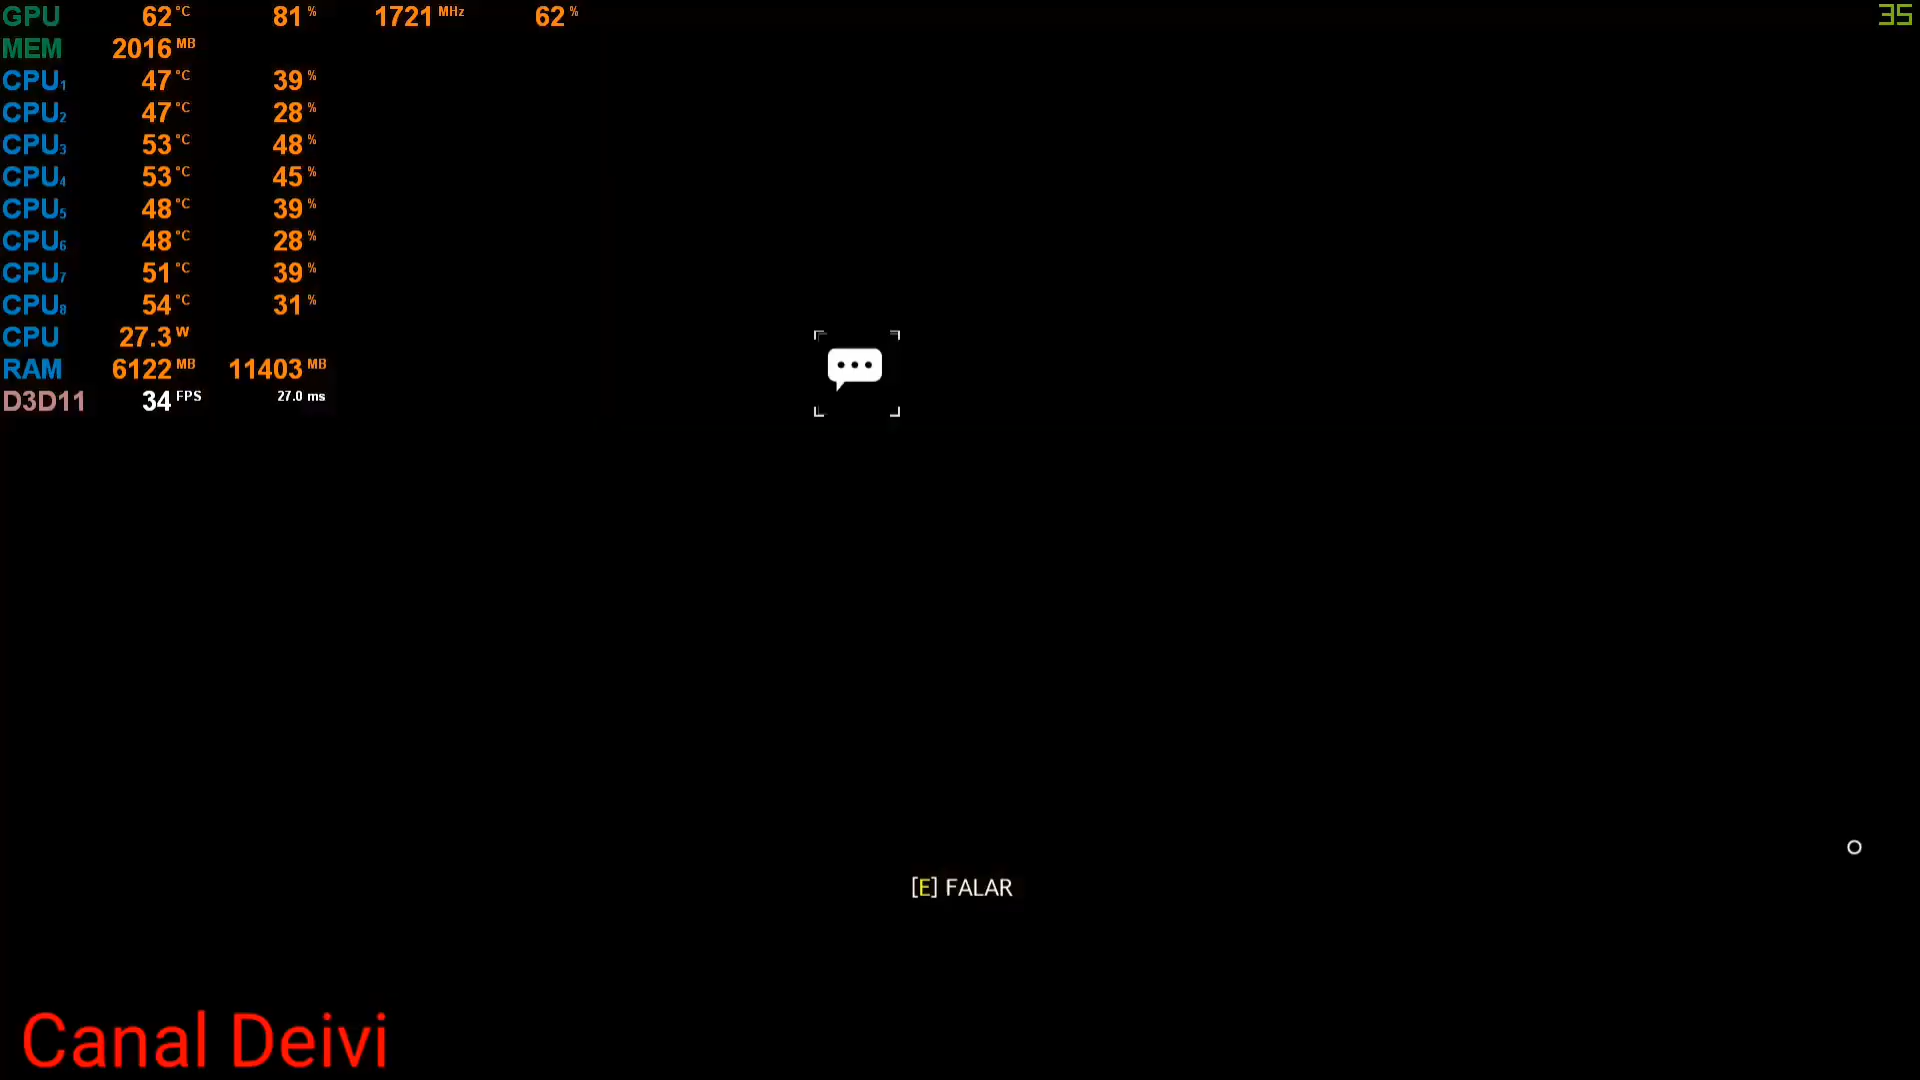 GPU 62 °C 81 % 1721 MHz 62 % 35
MEM 2016 MB
CPU1 47 °C 39 %
CPU2 47 °C 28 %
CPU3 53 °C 48 %
CPU4 53 °C 45 %
CPU5 48 °C 39 %
CPU6 48 °C 28 %
CPU7 51 °C 39 %
CPU8 54 °C 31 %
CPU 27.3 W
RAM 6122 MB 11403 MB
D3D11 34 FPS 27.0 ms
[E] FALAR
Canal Deivi